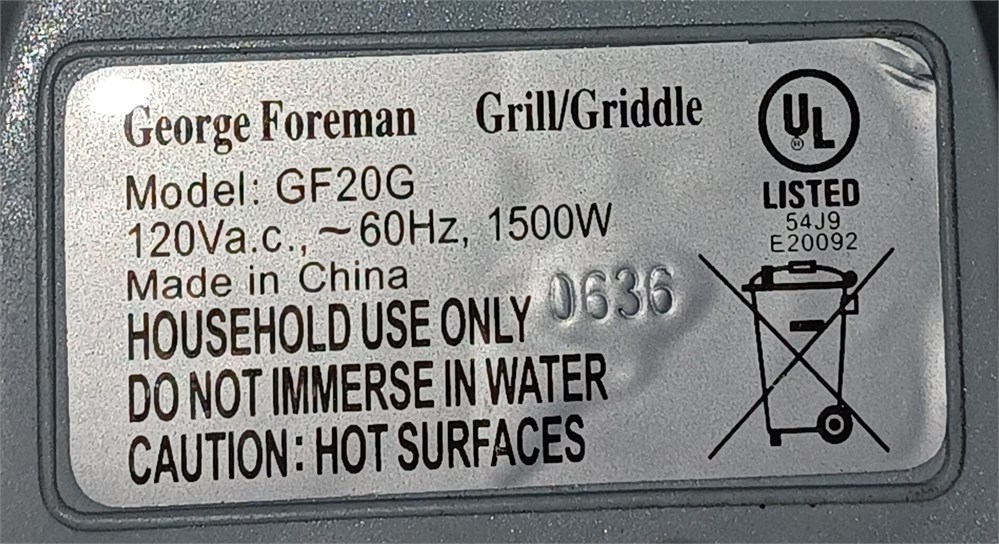 George Foreman Grill/Griddle
Model: GF20G
120Va.c., ~60Hz, 1500W
Made in China
HOUSEHOLD USE ONLY 0636
DO NOT IMMERSE IN WATER
CAUTION: HOT SURFACES
UL
®
LISTED
54J9
E20092